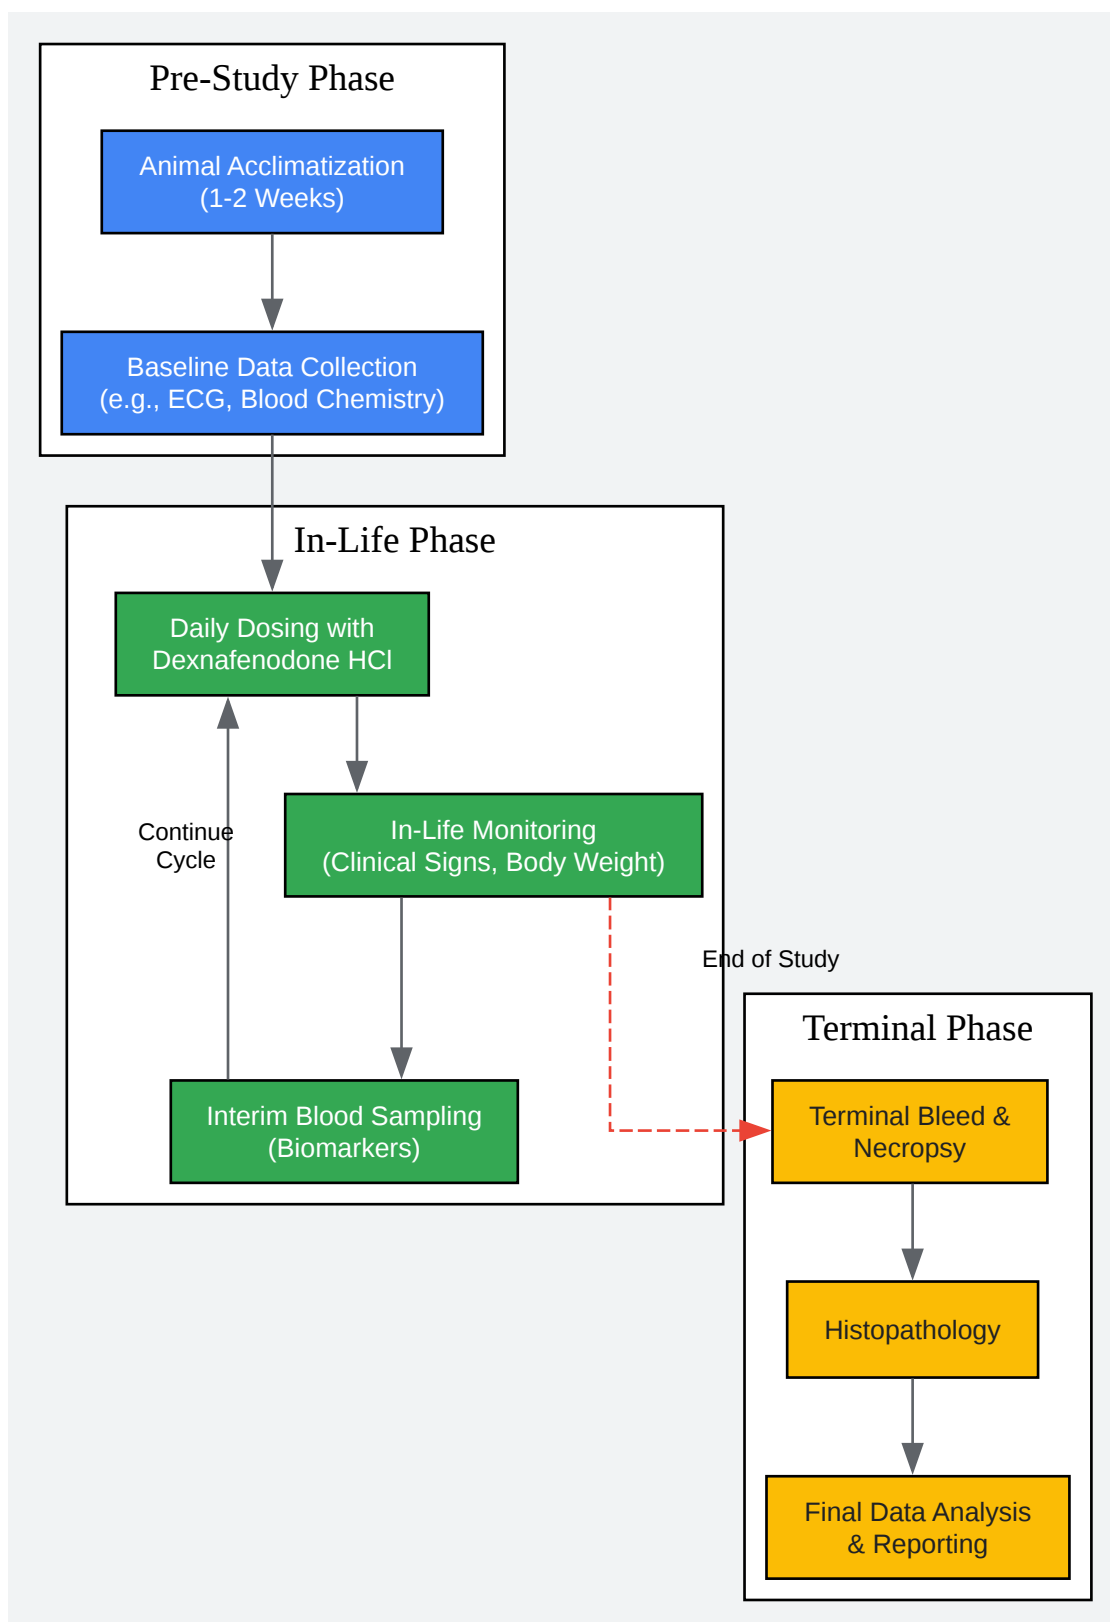 Pre-Study Phase
Animal Acclimatization
(1-2 Weeks)
Baseline Data Collection
(e.g., ECG, Blood Chemistry)
In-Life Phase
Daily Dosing with
Dexnafenodone HCl
In-Life Monitoring
(Clinical Signs, Body Weight)
Continue
Cycle
Interim Blood Sampling
(Biomarkers)
End of Study
Terminal Phase
Terminal Bleed &
Necropsy
Histopathology
Final Data Analysis
& Reporting